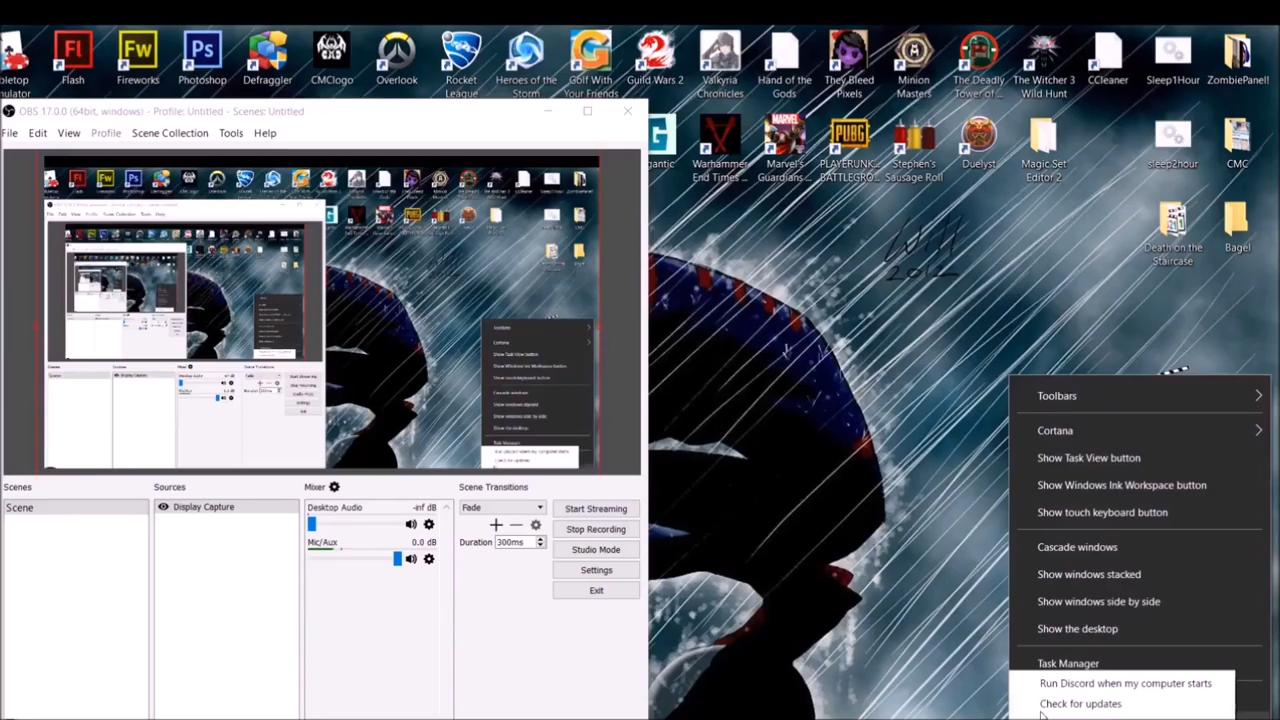 bletop
nulator
Flash
Fireworks
Photoshop
Defraggler
CMClogo
Overlook
Rocket
League
Heroes of the
Storm
Golf With
Your Friends
Guild Wars 2
Valkyria
Chronicles
Hand of the
Gods
They Bleed
Pixels
Minion
Masters
The Deadly
Tower of ...
The Witcher 3
Wild Hunt
CCleaner
Sleep1Hour
ZombiePanel!
OBS 17.0.0 (64bit, windows) - Profile: Untitled - Scenes: Untitled
File Edit View Profile Scene Collection Tools Help
gantic
Warhammer
End Times ...
Marvel's
Guardians ...
PLAYERUNK...
BATTLEGRO...
Stephen's
Sausage Roll
Duelyst
Magic Set
Editor 2
sleep2hour
CMC
Death on the
Staircase
Bagel
2012
Toolbars
Cortana
Show Task View button
Show Windows Ink Workspace button
Show touch keyboard button
Cascade windows
Show windows stacked
Show windows side by side
Show the desktop
Task Manager
Run Discord when my computer starts
Check for updates
Scenes
Scene
Sources
Display Capture
Mixer
Desktop Audio -inf dB
Mic/Aux 0.0 dB
Scene Transitions
Fade
Duration 300ms
Start Streaming
Stop Recording
Studio Mode
Settings
Exit